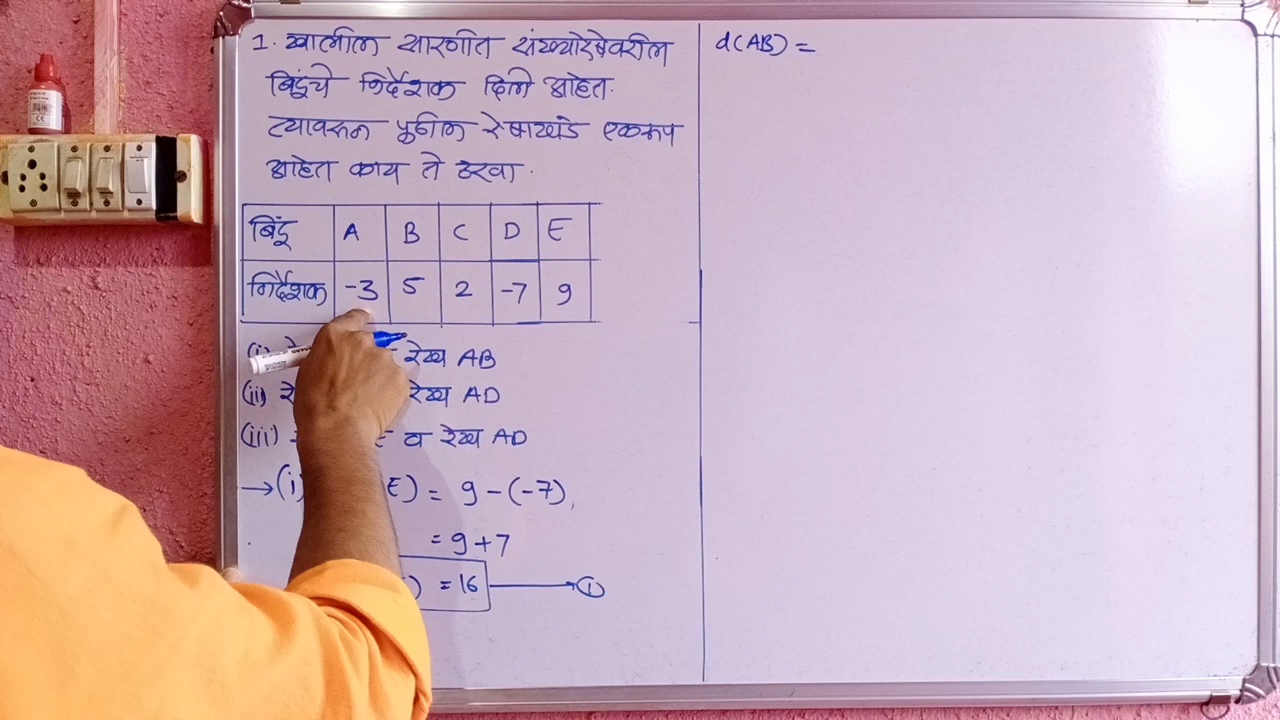 1. खालील सारणीत संख्यारेषेवरील
बिंदूंचे निर्देशक दिले आहेत.
त्यावरून पुढील रेषाखंड एकरूप
आहेत काय ते ठरवा.
बिंदू A B C D E
निर्देशक -3 5 2 -7 9
(i) रेख AB
(ii) रेख AD
(iii) E व रेख AD
→ (i) E) = 9 - (-7),
= 9 + 7
) = 16 → ①
d(AB) =